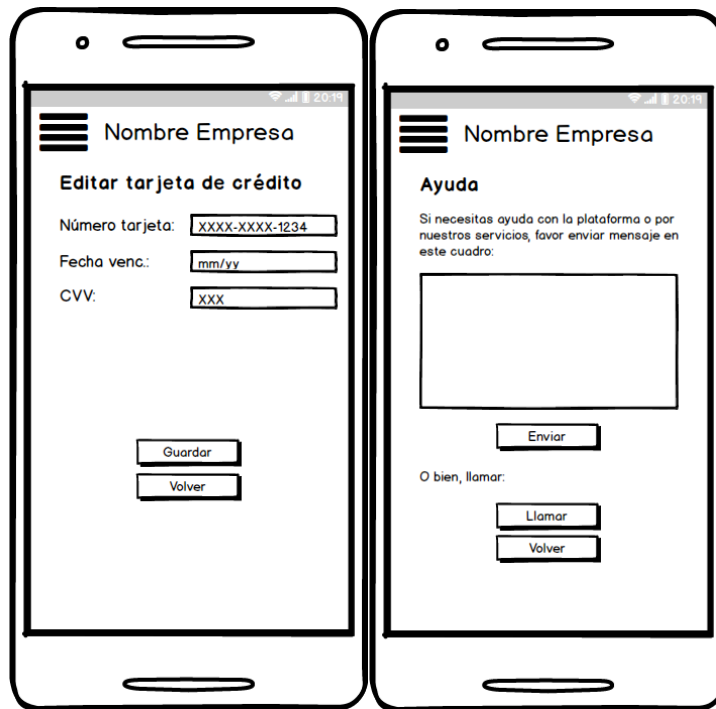 20:19
Nombre Empresa
Editar tarjeta de crédito
Número tarjeta: XXXX-XXXX-1234
Fecha venc.: mm/yy
CVV: XXX
Guardar
Volver
20:19
Nombre Empresa
Ayuda
Si necesitas ayuda con la plataforma o por
nuestros servicios, favor enviar mensaje en
este cuadro:
Enviar
O bien, llamar:
Llamar
Volver